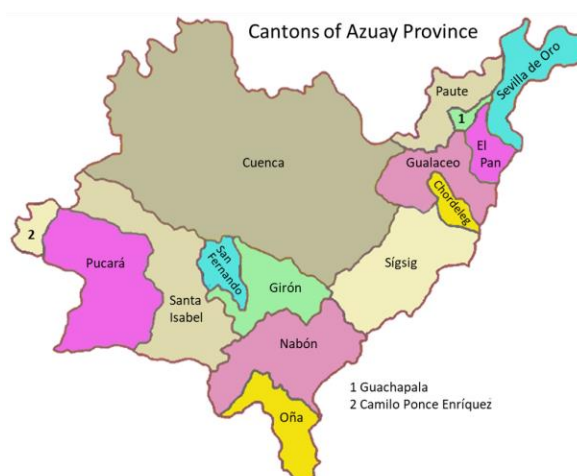 Cantons of Azuay Province
Sevilla de Oro
Paute
1
El
Pan
Gualaceo
Chordeleg
Cuenca
Sígsig
2
Pucará
San
Fernando
Girón
Santa
Isabel
Nabón
Oña
1 Guachapala
2 Camilo Ponce Enríquez